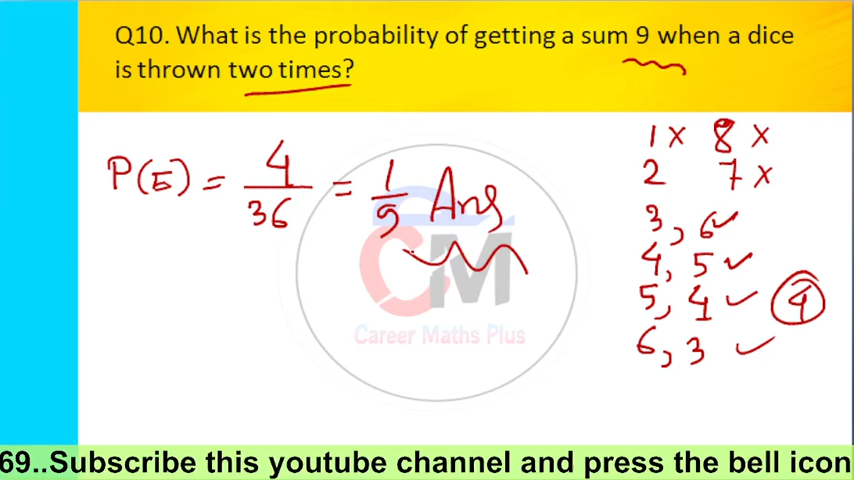 Q10. What is the probability of getting a sum 9 when a dice
is thrown two times?
P(E) = 4/36 = 1/9 Ans
1 x 8 x
2 7 x
3, 6 ✓
4, 5 ✓
5, 4 ✓
6, 3 ✓
4
CM
Career Maths Plus
69..Subscribe this youtube channel and press the bell icon